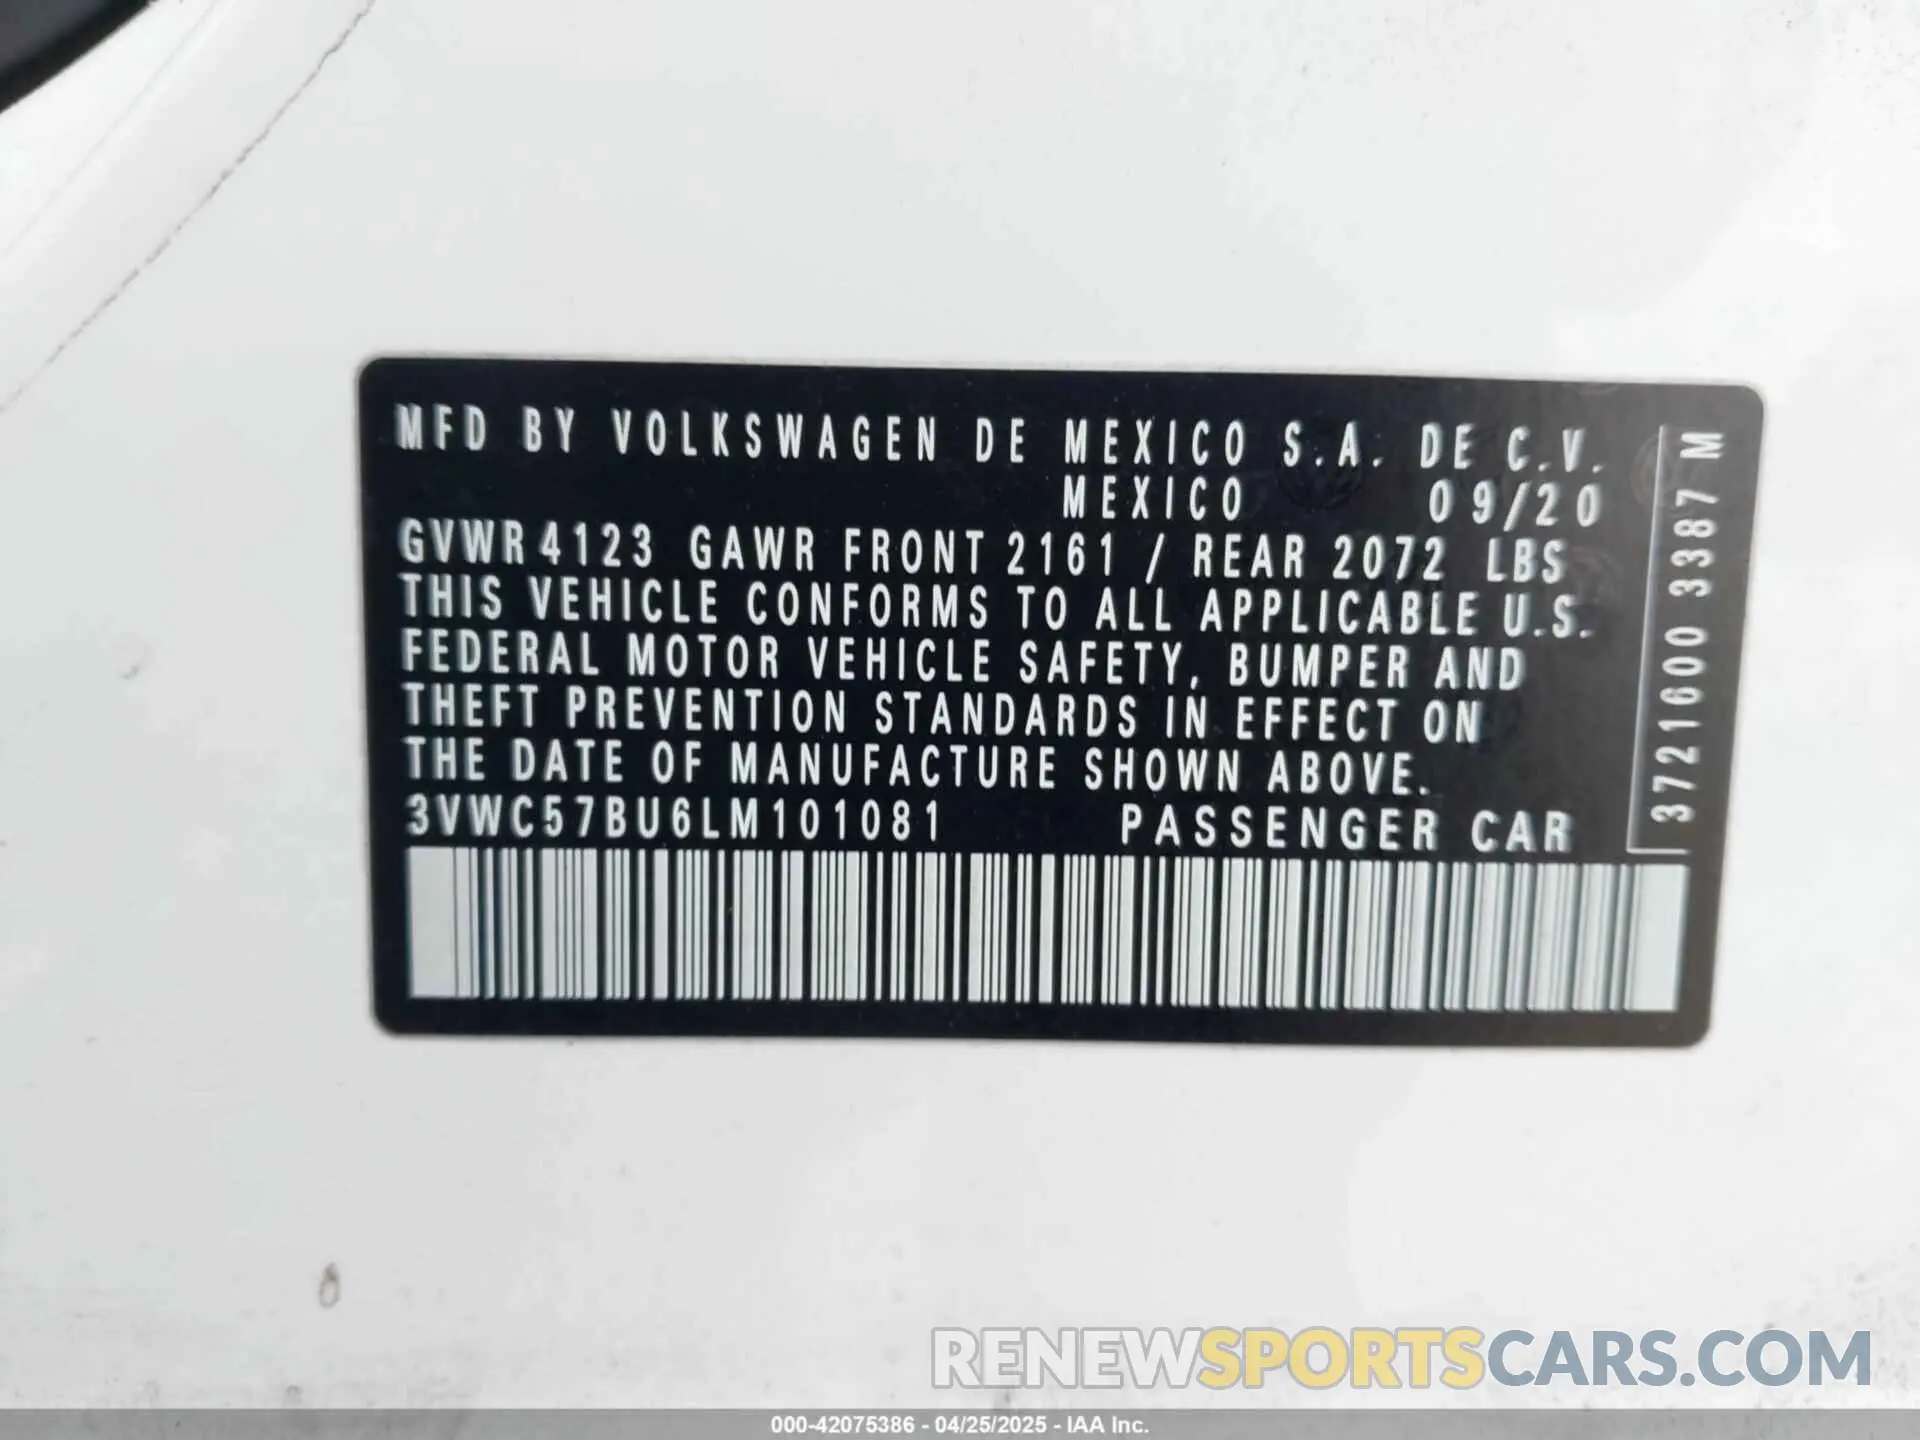 MFD BY VOLKSWAGEN DE MEXICO S.A. DE C.V.
MEXICO 09/20
GVWR 4123 GAWR FRONT 2161 / REAR 2072 LBS
THIS VEHICLE CONFORMS TO ALL APPLICABLE U.S.
FEDERAL MOTOR VEHICLE SAFETY, BUMPER AND
THEFT PREVENTION STANDARDS IN EFFECT ON
THE DATE OF MANUFACTURE SHOWN ABOVE.
3VWC57BU6LM101081 PASSENGER CAR
3721600 3387 M
RENEWSPORTSCARS.COM
000-42075386 - 04/25/2025 - IAA Inc.